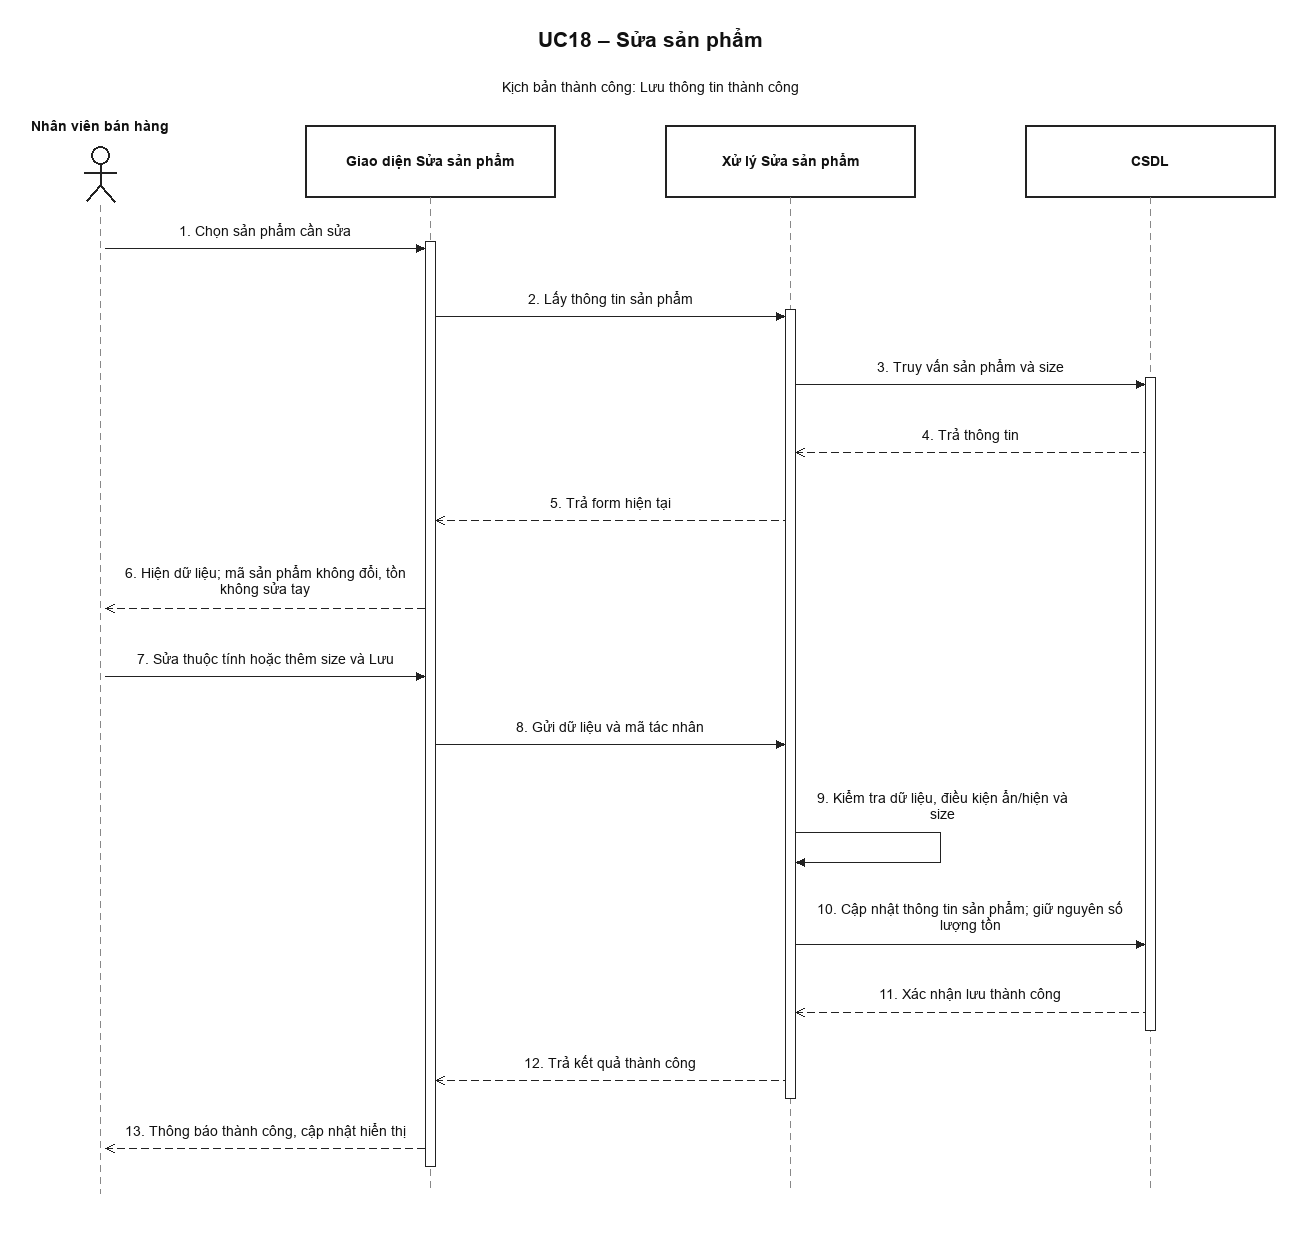 UC18 – Sửa sản phẩm
Kịch bản thành công: Lưu thông tin thành công
Nhân viên bán hàng
Giao diện Sửa sản phẩm
Xử lý Sửa sản phẩm
CSDL
1. Chọn sản phẩm cần sửa
2. Lấy thông tin sản phẩm
3. Truy vấn sản phẩm và size
4. Trả thông tin
5. Trả form hiện tại
6. Hiện dữ liệu; mã sản phẩm không đổi, tồn
không sửa tay
7. Sửa thuộc tính hoặc thêm size và Lưu
8. Gửi dữ liệu và mã tác nhân
9. Kiểm tra dữ liệu, điều kiện ẩn/hiện và
size
10. Cập nhật thông tin sản phẩm; giữ nguyên số
lượng tồn
11. Xác nhận lưu thành công
12. Trả kết quả thành công
13. Thông báo thành công, cập nhật hiển thị